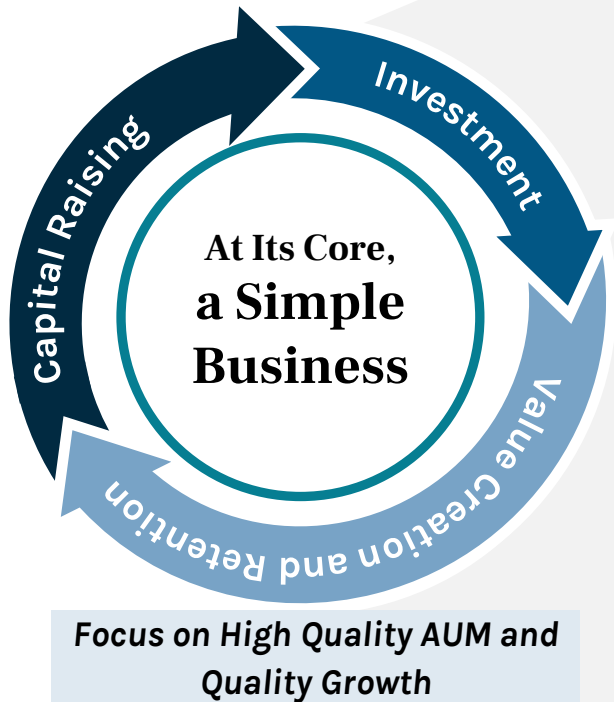 Capital Raising
Investment
Value Creation and Retention
At Its Core,
a Simple
Business
Focus on High Quality AUM and
Quality Growth